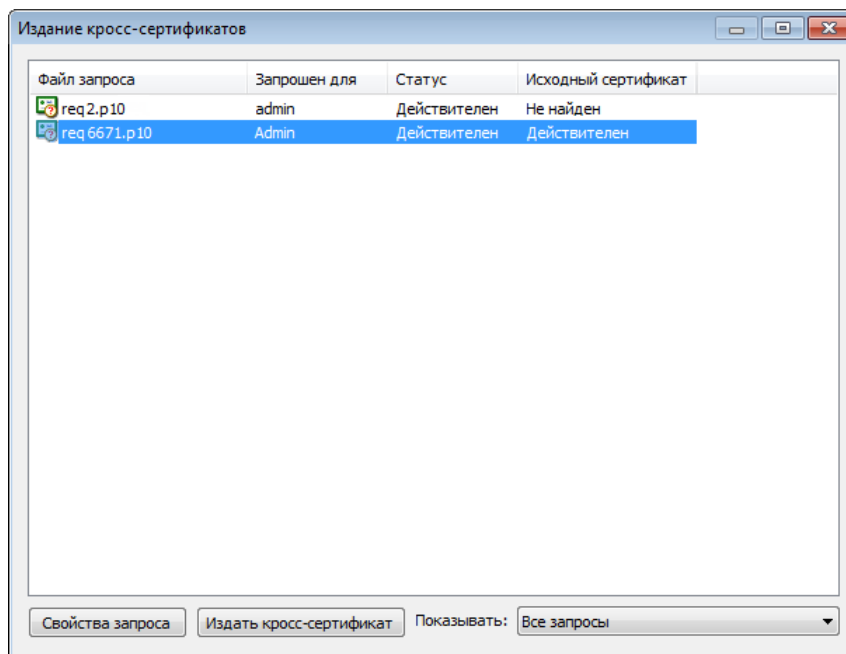 Издание кросс-сертификатов
Файл запроса Запрошен для Статус Исходный сертификат
req2.p10 admin Действителен Не найден
req6671.p10 Admin Действителен Действителен
Свойства запроса Издать кросс-сертификат Показывать: Все запросы